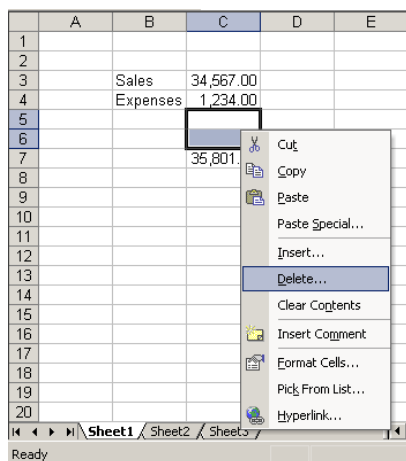 A B C D E
1
2
3 Sales 34,567.00
4 Expenses 1,234.00
5
6
7 35,801.
8
9
10
11
12
13
14
15
16
17
18
19
20
Cut
Copy
Paste
Paste Special...
Insert...
Delete...
Clear Contents
Insert Comment
Format Cells...
Pick From List...
Hyperlink...
Sheet1 Sheet2 Sheet3
Ready